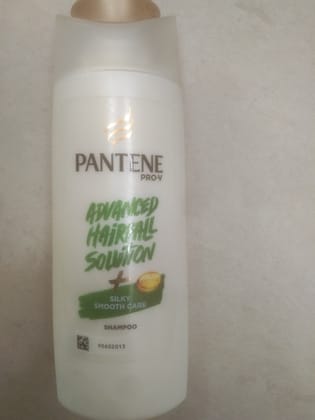 PANTENE
PRO-V
ADVANCED
HAIRFALL
SOLUTION
+
SILKY
SMOOTH CARE
SHAMPOO